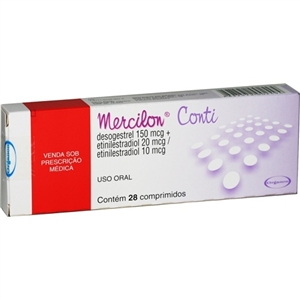 Mercilon® Conti
desogestrel 150 mcg +
etinilestradiol 20 mcg /
etinilestradiol 10 mcg
VENDA SOB
PRESCRIÇÃO
MÉDICA
USO ORAL
Contém 28 comprimidos